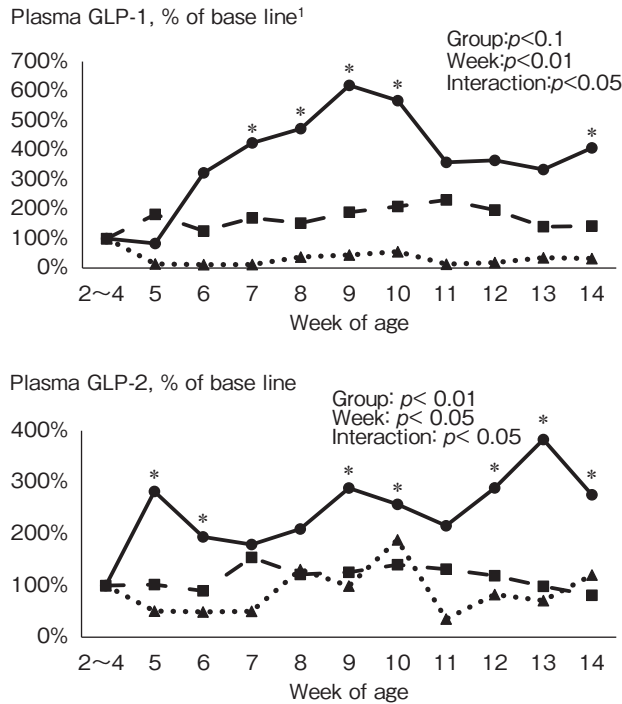 Plasma GLP-1, % of base line¹
Group:p<0.1
Week:p<0.01
Interaction:p<0.05
700%
600%
500%
400%
300%
200%
100%
0%
* * * * *
2～4 5 6 7 8 9 10 11 12 13 14
Week of age
Plasma GLP-2, % of base line
Group: p< 0.01
Week: p< 0.05
Interaction: p< 0.05
400%
300%
200%
100%
0%
* * * * * * *
2～4 5 6 7 8 9 10 11 12 13 14
Week of age